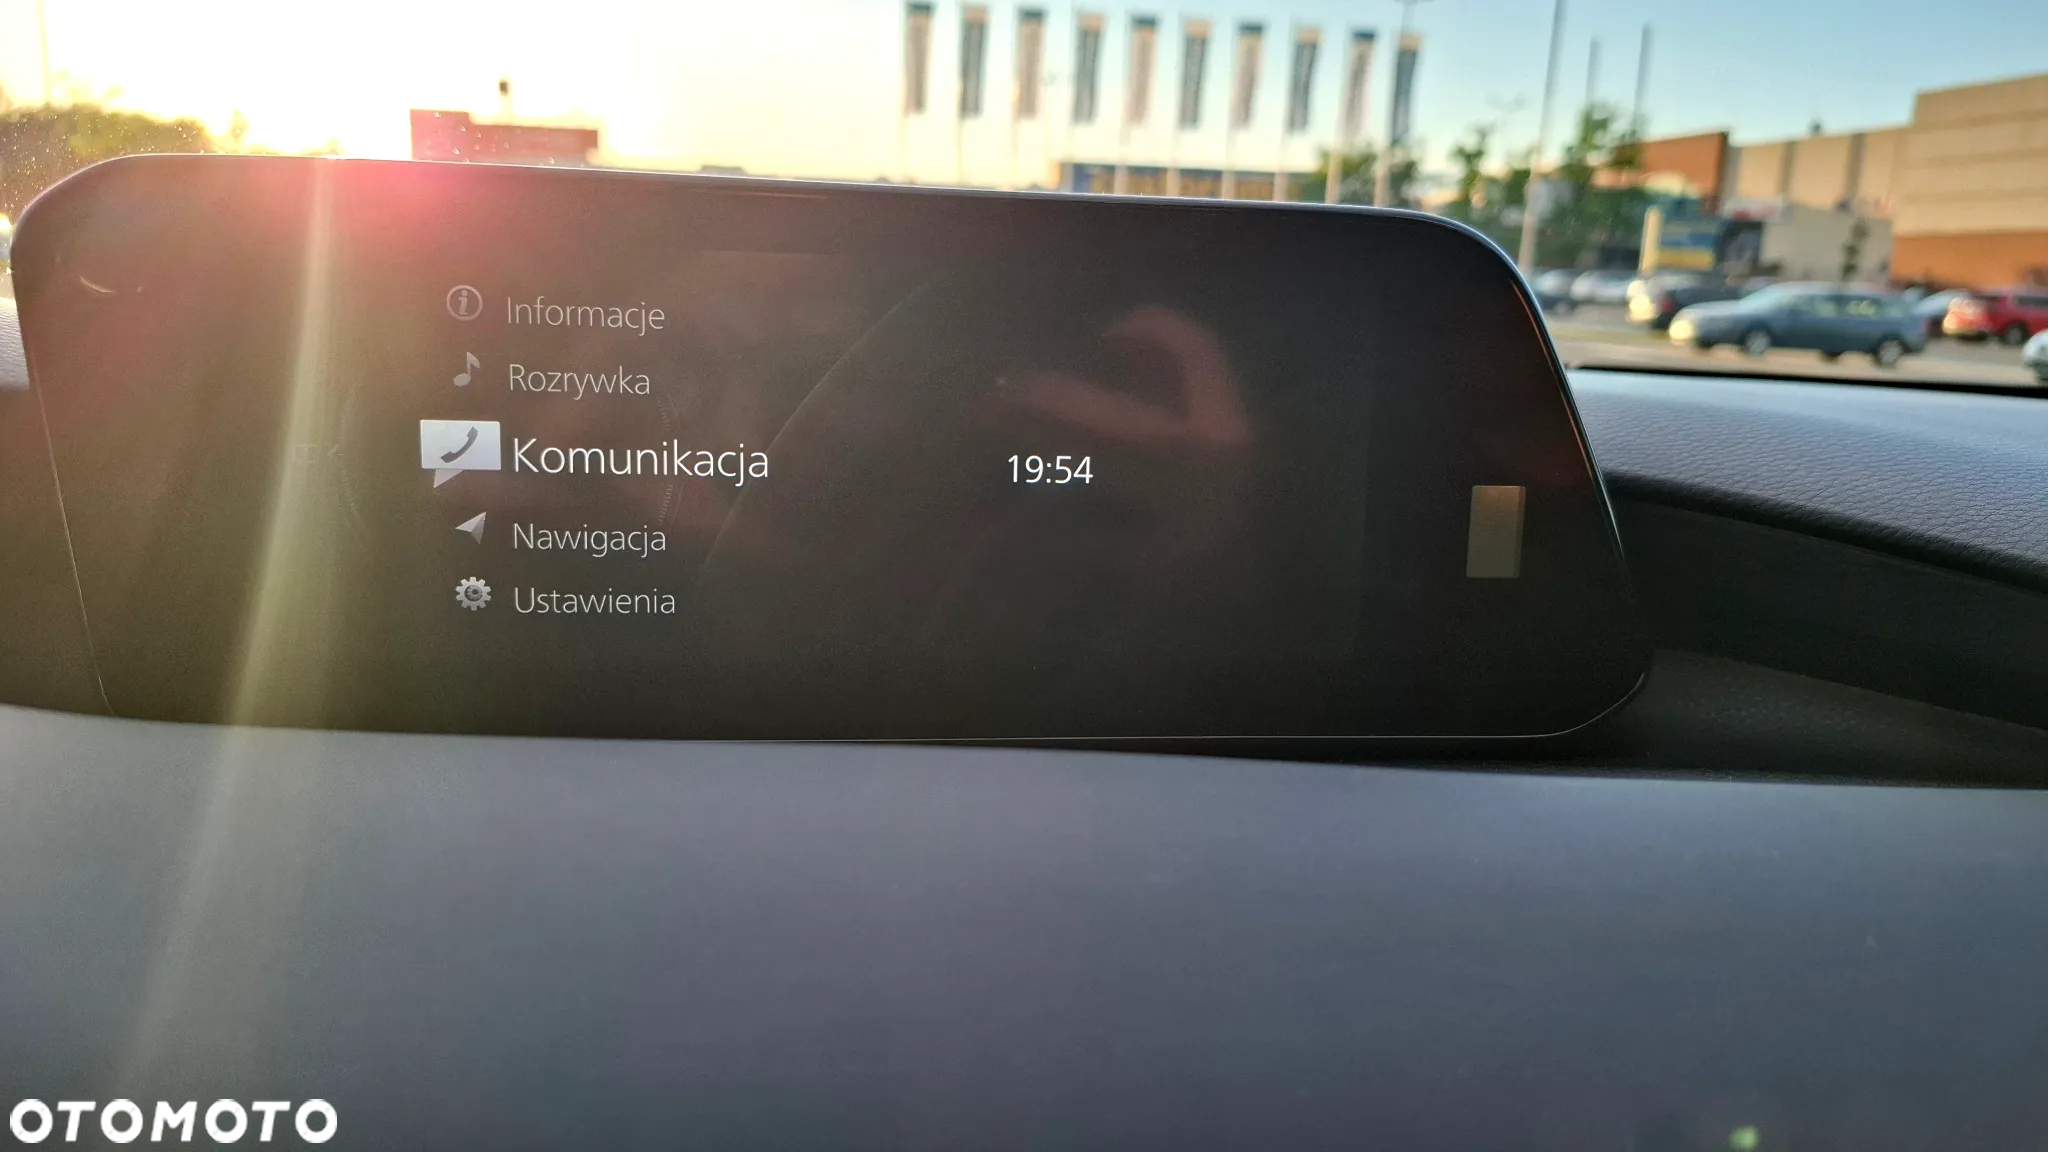 Informacje
Rozrywka
Komunikacja
19:54
Nawigacja
Ustawienia
OTOMOTO